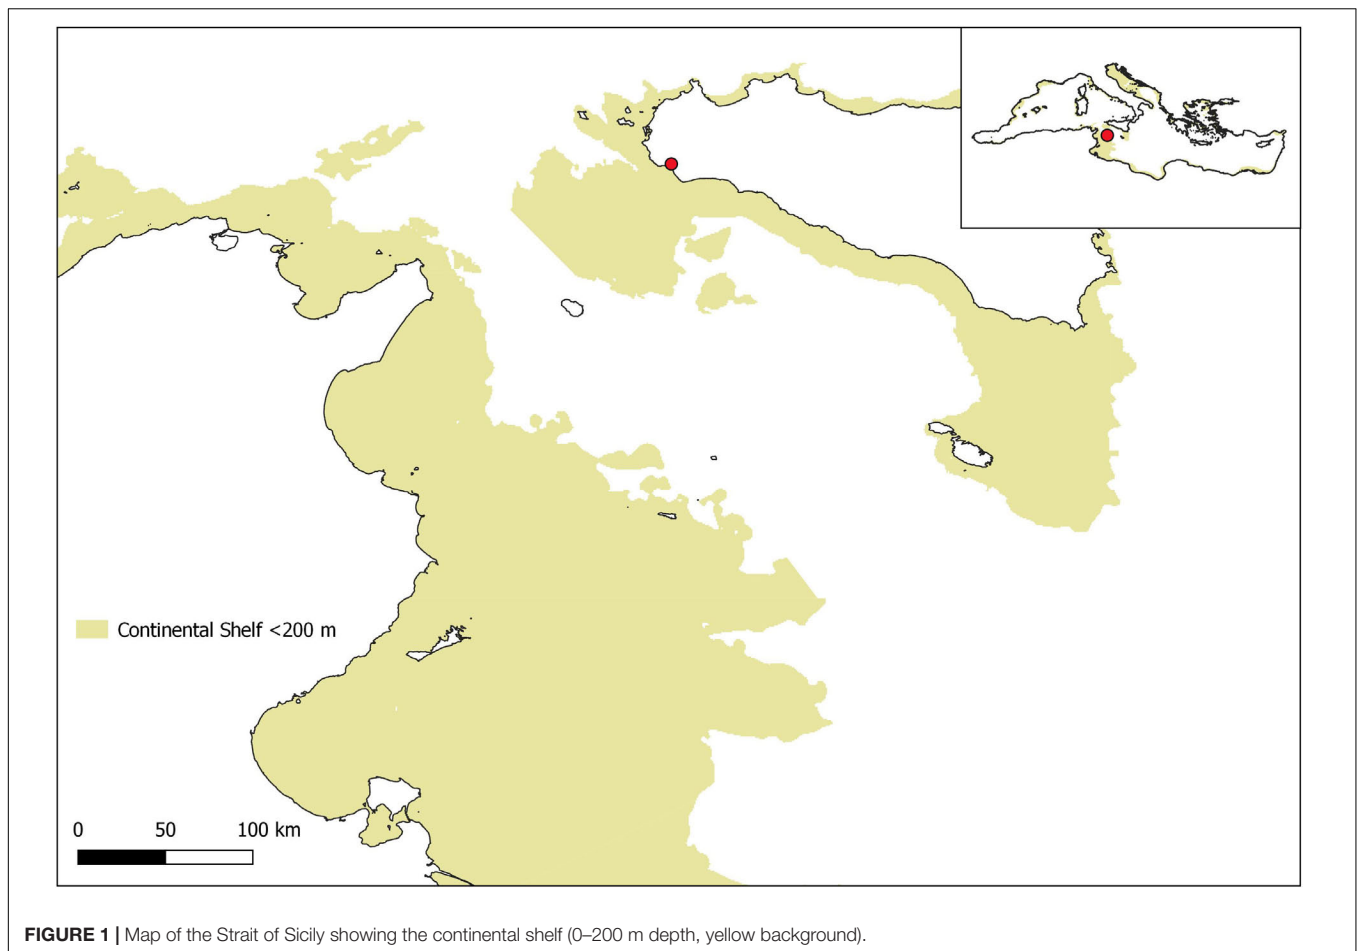 Continental Shelf <200 m
0 50 100 km
FIGURE 1 | Map of the Strait of Sicily showing the continental shelf (0–200 m depth, yellow background).